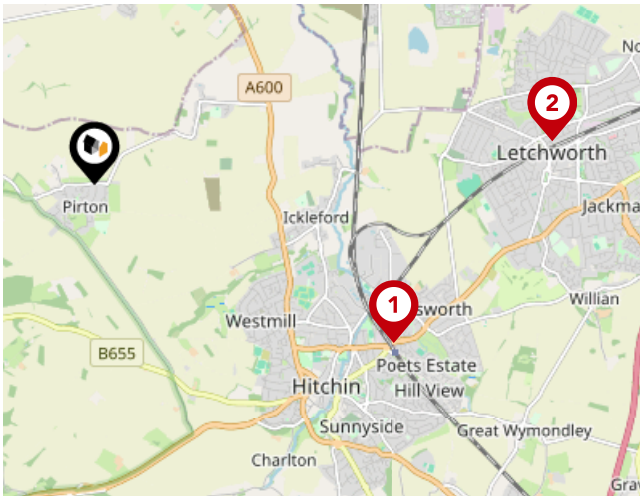 No
A600
2
Letchworth
Pirton
Jackma
Ickleford
Willian
1
sworth
Westmill
B655
Poets Estate
Hitchin
Hill View
Sunnyside
Great Wymondley
Charlton
Gra